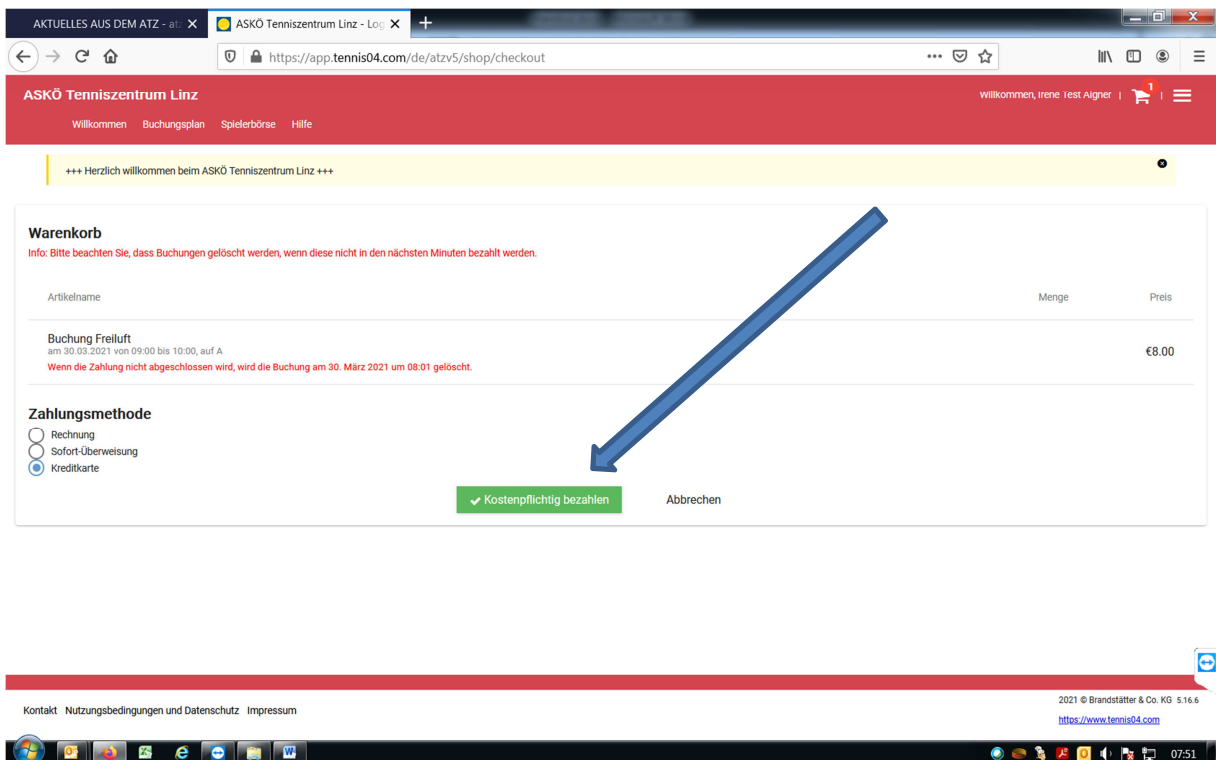 AKTUELLES AUS DEM ATZ - at
ASKÖ Tenniszentrum Linz - Log
https://app.tennis04.com/de/atzv5/shop/checkout
ASKÖ Tenniszentrum Linz
Willkommen, Irene Test Aigner | 1 |
Willkommen Buchungsplan Spielerbörse Hilfe
+++ Herzlich willkommen beim ASKÖ Tenniszentrum Linz +++
Warenkorb
Info: Bitte beachten Sie, dass Buchungen gelöscht werden, wenn diese nicht in den nächsten Minuten bezahlt werden.
Artikelname Menge Preis
Buchung Freiluft
am 30.03.2021 von 09:00 bis 10:00, auf A
€8.00
Wenn die Zahlung nicht abgeschlossen wird, wird die Buchung am 30. März 2021 um 08:01 gelöscht.
Zahlungsmethode
Rechnung
Sofort-Überweisung
Kreditkarte
Kostenpflichtig bezahlen Abbrechen
2021 © Brandstätter & Co. KG 5.16.6
Kontakt Nutzungsbedingungen und Datenschutz Impressum
https://www.tennis04.com
07:51